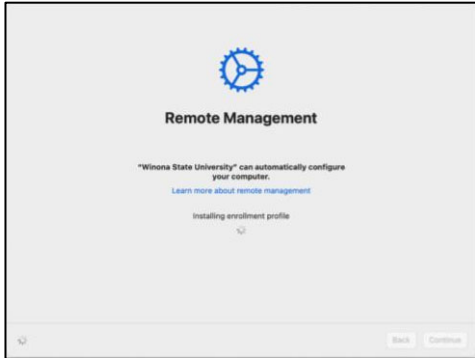 Remote Management
"Winona State University" can automatically configure
your computer.
Learn more about remote management
Installing enrollment profile
Back Continue